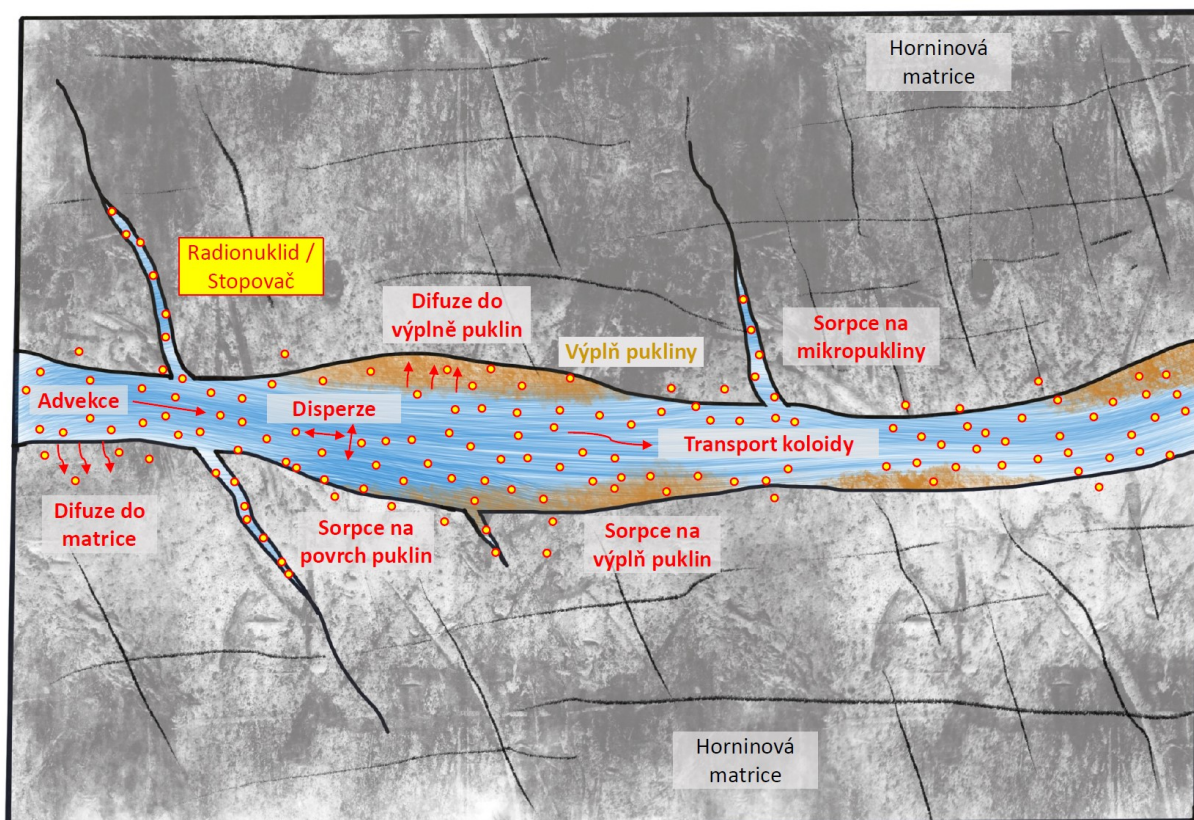 Horninová
matrice
Radionuklid /
Stopovač
Difuze do
výplně puklin
Výplň pukliny
Sorpce na
mikropukliny
Advekce
Disperze
Transport koloidy
Difuze do
matrice
Sorpce na
povrch puklin
Sorpce na
výplň puklin
Horninová
matrice